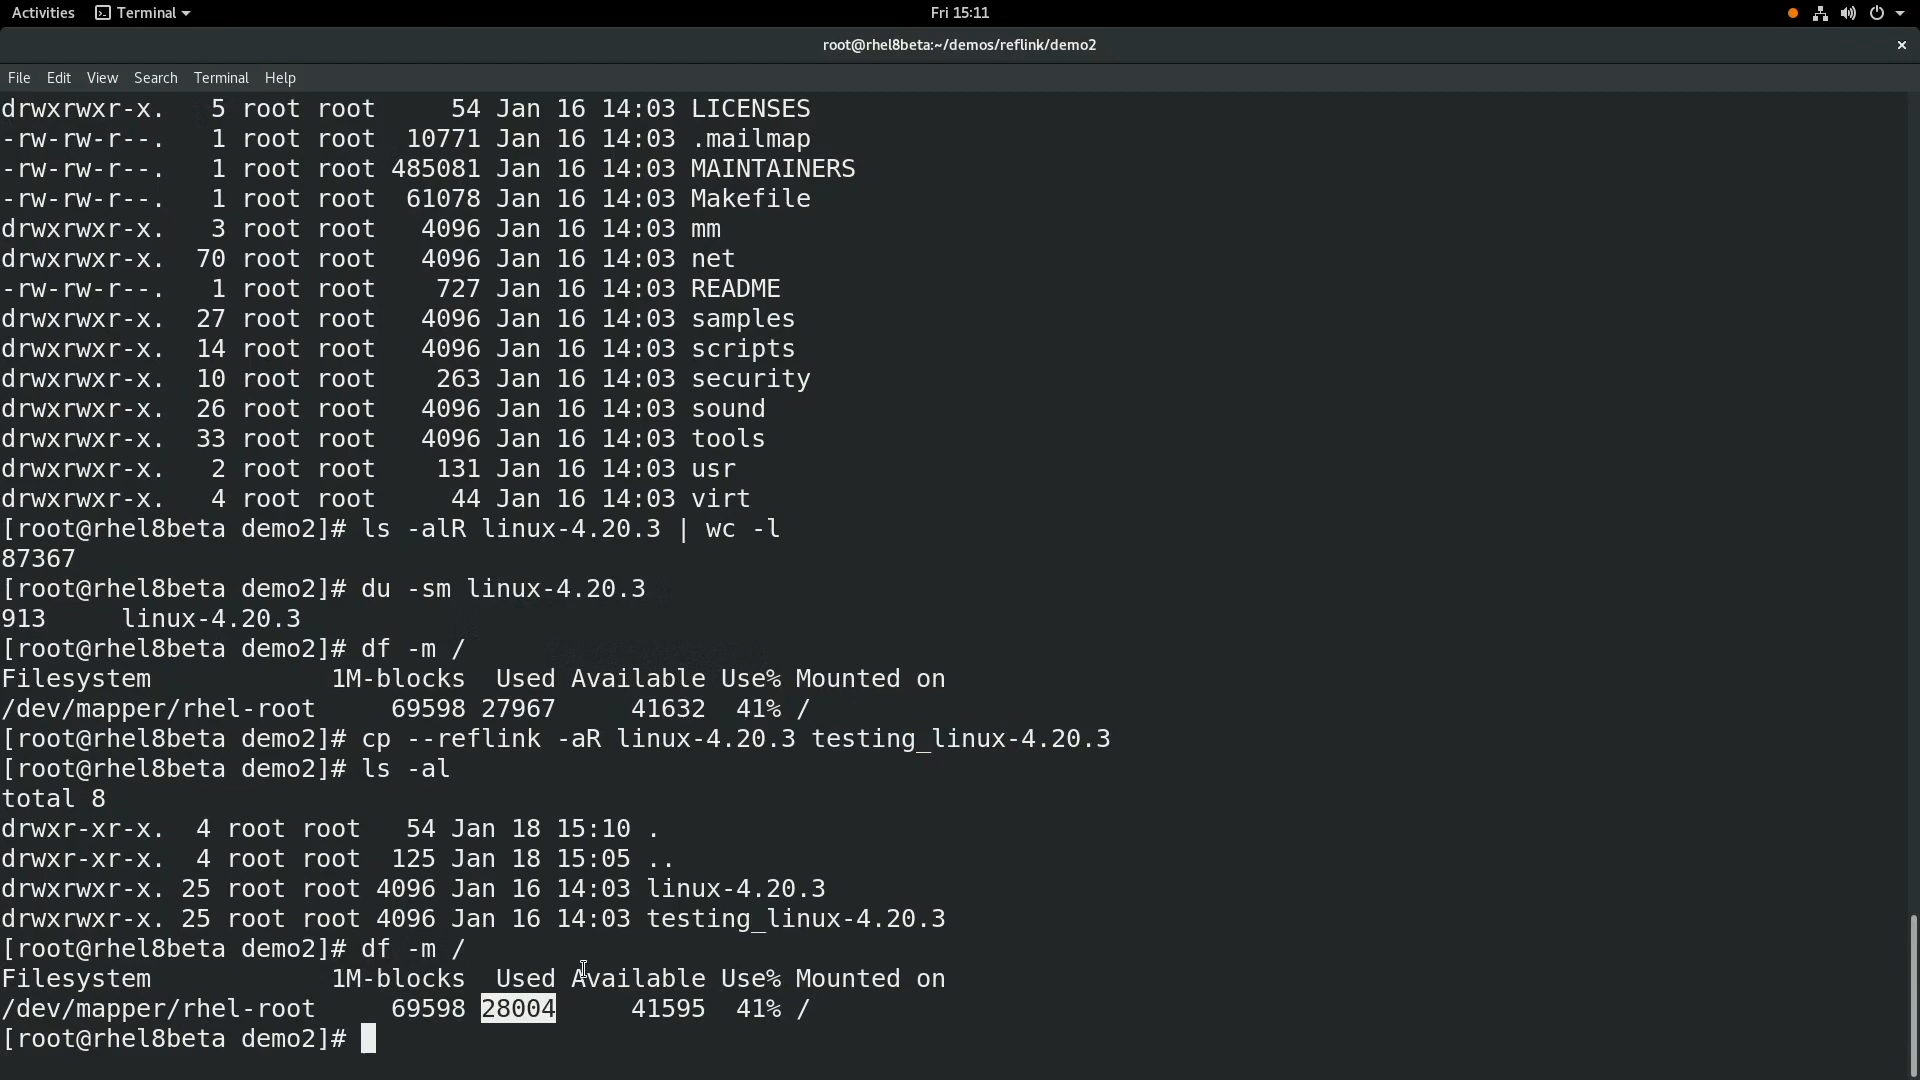 Activities Terminal Fri 15:11
root@rhel8beta:~/demos/reflink/demo2 ×
File Edit View Search Terminal Help
drwxrwxr-x.   5 root root     54 Jan 16 14:03 LICENSES
-rw-rw-r--.   1 root root  10771 Jan 16 14:03 .mailmap
-rw-rw-r--.   1 root root 485081 Jan 16 14:03 MAINTAINERS
-rw-rw-r--.   1 root root  61078 Jan 16 14:03 Makefile
drwxrwxr-x.   3 root root   4096 Jan 16 14:03 mm
drwxrwxr-x.  70 root root   4096 Jan 16 14:03 net
-rw-rw-r--.   1 root root    727 Jan 16 14:03 README
drwxrwxr-x.  27 root root   4096 Jan 16 14:03 samples
drwxrwxr-x.  14 root root   4096 Jan 16 14:03 scripts
drwxrwxr-x.  10 root root    263 Jan 16 14:03 security
drwxrwxr-x.  26 root root   4096 Jan 16 14:03 sound
drwxrwxr-x.  33 root root   4096 Jan 16 14:03 tools
drwxrwxr-x.   2 root root    131 Jan 16 14:03 usr
drwxrwxr-x.   4 root root     44 Jan 16 14:03 virt
[root@rhel8beta demo2]# ls -alR linux-4.20.3 | wc -l
87367
[root@rhel8beta demo2]# du -sm linux-4.20.3
913     linux-4.20.3
[root@rhel8beta demo2]# df -m /
Filesystem            1M-blocks  Used Available Use% Mounted on
/dev/mapper/rhel-root     69598 27967     41632  41% /
[root@rhel8beta demo2]# cp --reflink -aR linux-4.20.3 testing_linux-4.20.3
[root@rhel8beta demo2]# ls -al
total 8
drwxr-xr-x.  4 root root   54 Jan 18 15:10 .
drwxr-xr-x.  4 root root  125 Jan 18 15:05 ..
drwxrwxr-x. 25 root root 4096 Jan 16 14:03 linux-4.20.3
drwxrwxr-x. 25 root root 4096 Jan 16 14:03 testing_linux-4.20.3
[root@rhel8beta demo2]# df -m /
Filesystem            1M-blocks  Used Available Use% Mounted on
/dev/mapper/rhel-root     69598 28004     41595  41% /
[root@rhel8beta demo2]#